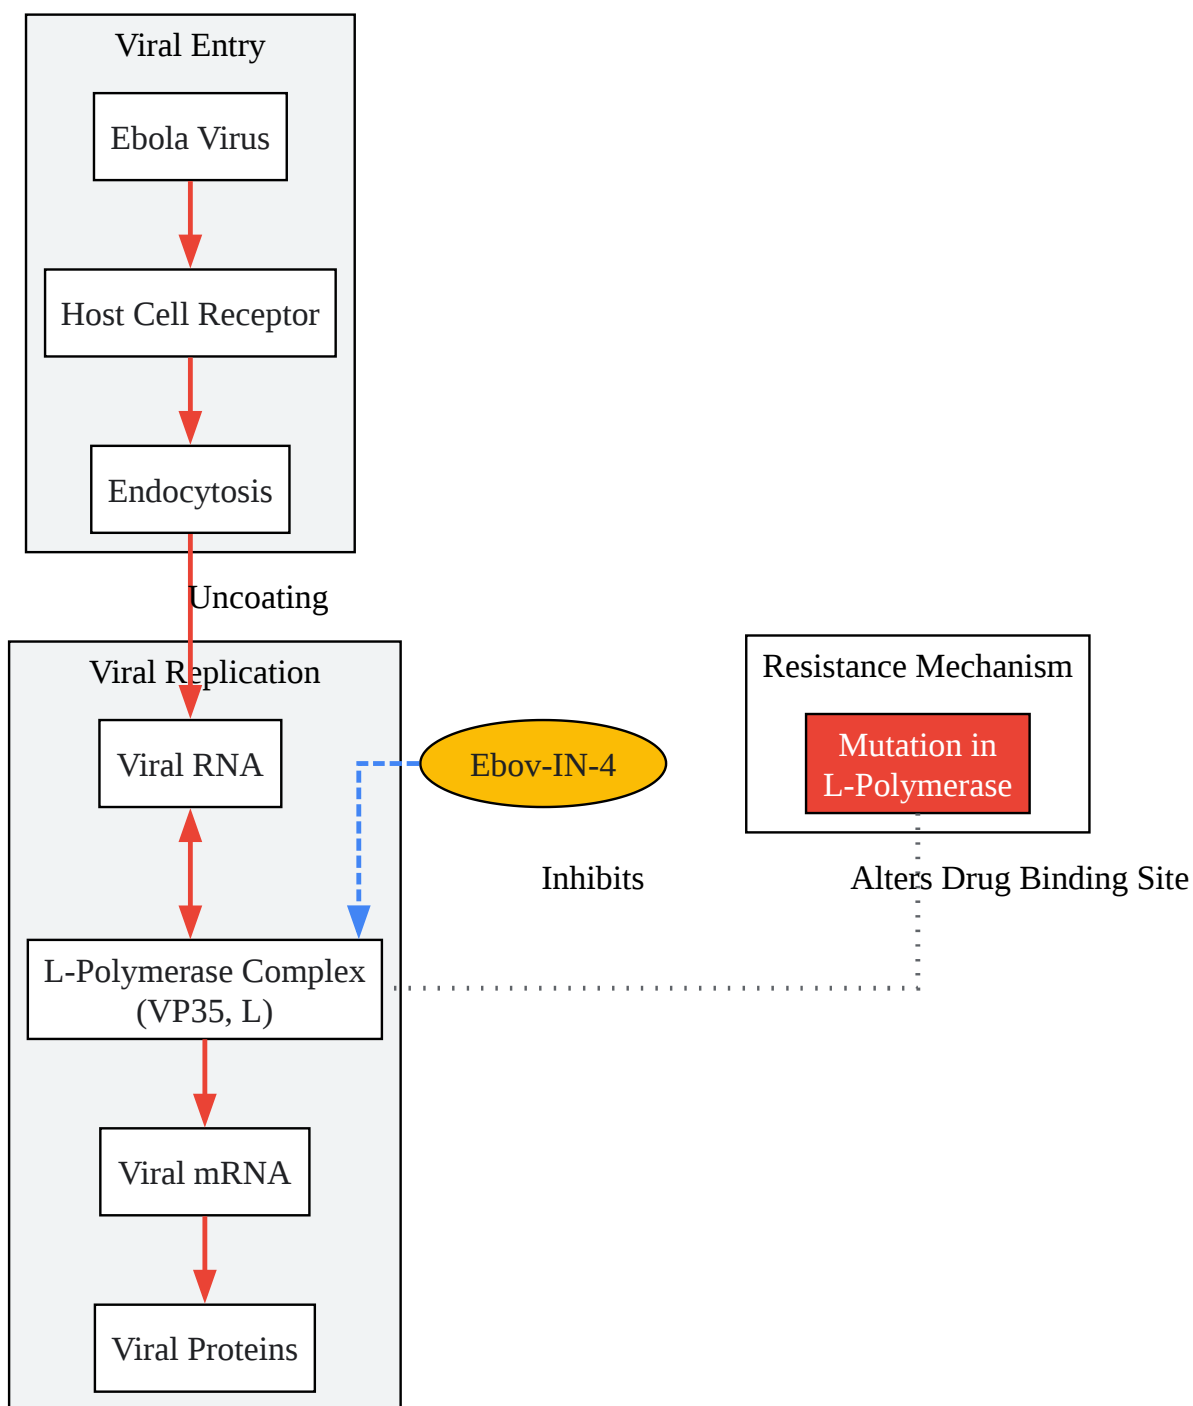 Viral Entry
Ebola Virus
Host Cell Receptor
Endocytosis
Uncoating
Viral Replication
Viral RNA
Ebov-IN-4
Resistance Mechanism
Mutation in
L-Polymerase
Inhibits
Alters Drug Binding Site
L-Polymerase Complex
(VP35, L)
Viral mRNA
Viral Proteins